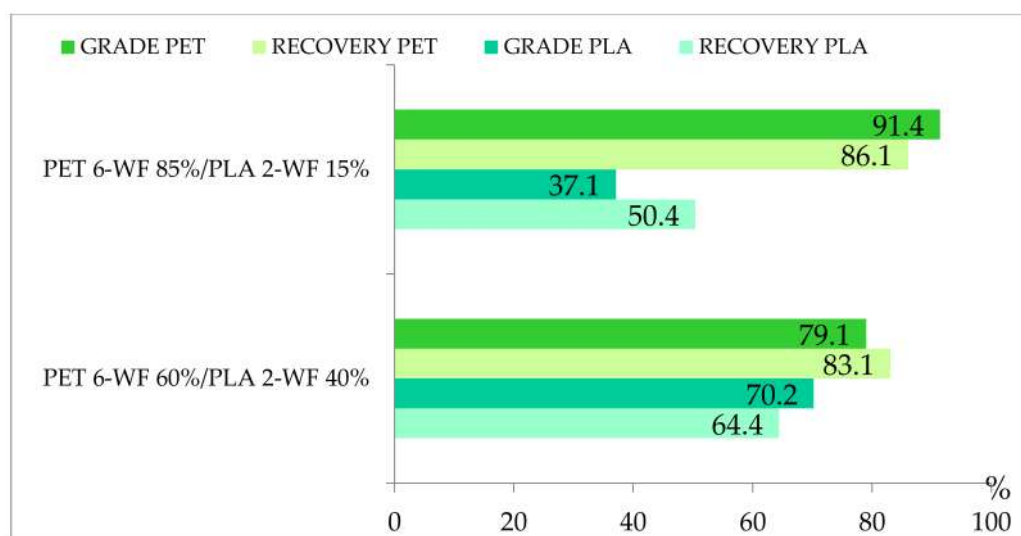 GRADE PET RECOVERY PET GRADE PLA RECOVERY PLA
PET 6-WF 85%/PLA 2-WF 15%
91.4
86.1
37.1
50.4
PET 6-WF 60%/PLA 2-WF 40%
79.1
83.1
70.2
64.4
%
0 20 40 60 80 100